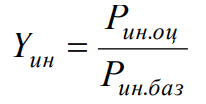 Yин = Pин.оц / Pин.баз